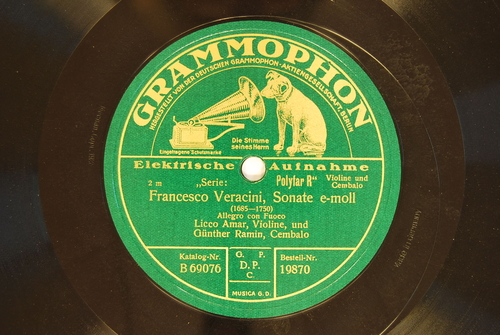 GRAMMOPHON
HERGESTELLT VON DER DEUTSCHEN GRAMMOPHON-AKTIENGESELLSCHAFT, BERLIN
Die Stimme
seines Herrn
Eingetragene Schutzmarke
Elektrische Aufnahme
2 m „Serie: Polyfar R“ Violine und
Cembalo
Francesco Veracini, Sonate e-moll
(1685—1750)
Allegro con Fuoco
Licco Amar, Violine, und
Günther Ramin, Cembalo
Katalog-Nr. G. P. Bestell-Nr.
B 69076 D.P. 19870
C.
MUSICA G. D.